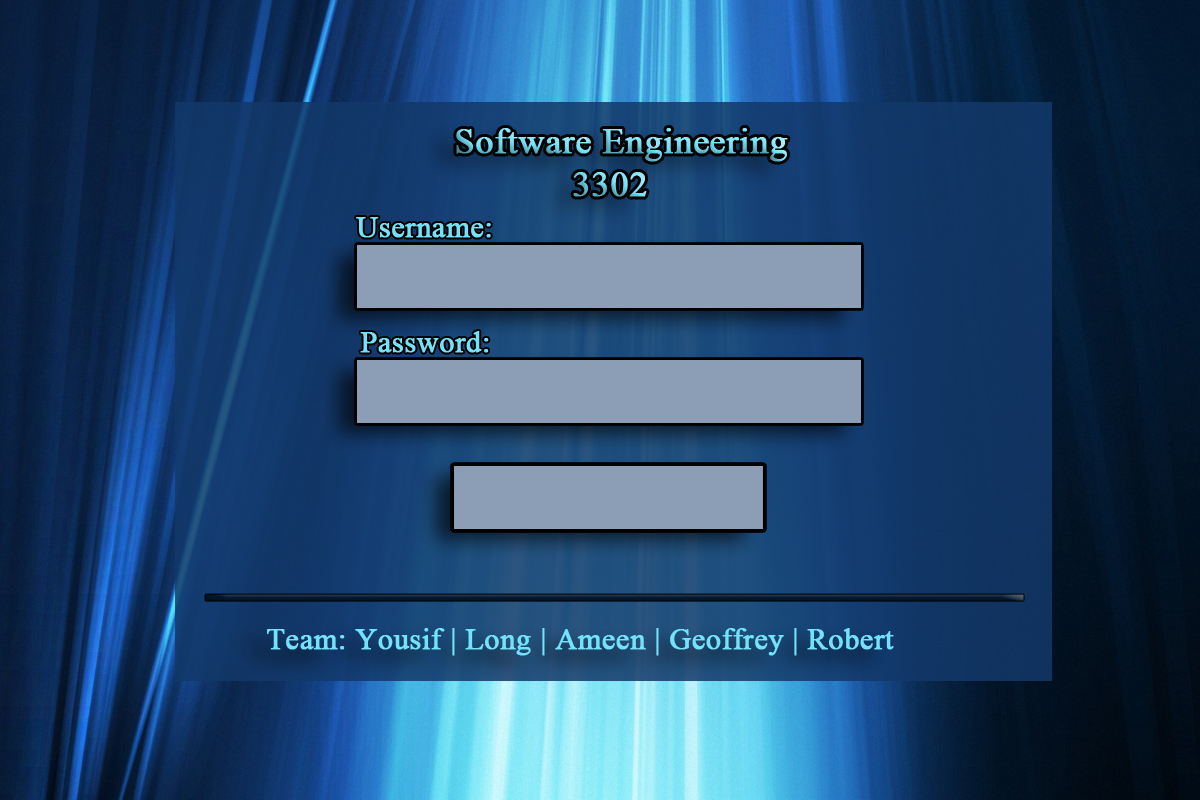 Software Engineering
3302
Username:
Password:
Team: Yousif | Long | Ameen | Geoffrey | Robert